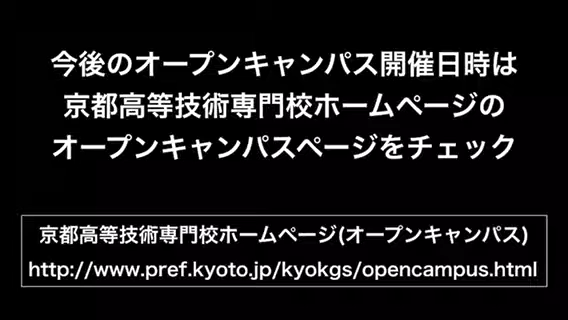 今後のオープンキャンパス開催日時は
京都高等技術専門校ホームページの
オープンキャンパスページをチェック
京都高等技術専門校ホームページ(オープンキャンパス)
http://www.pref.kyoto.jp/kyokgs/opencampus.html